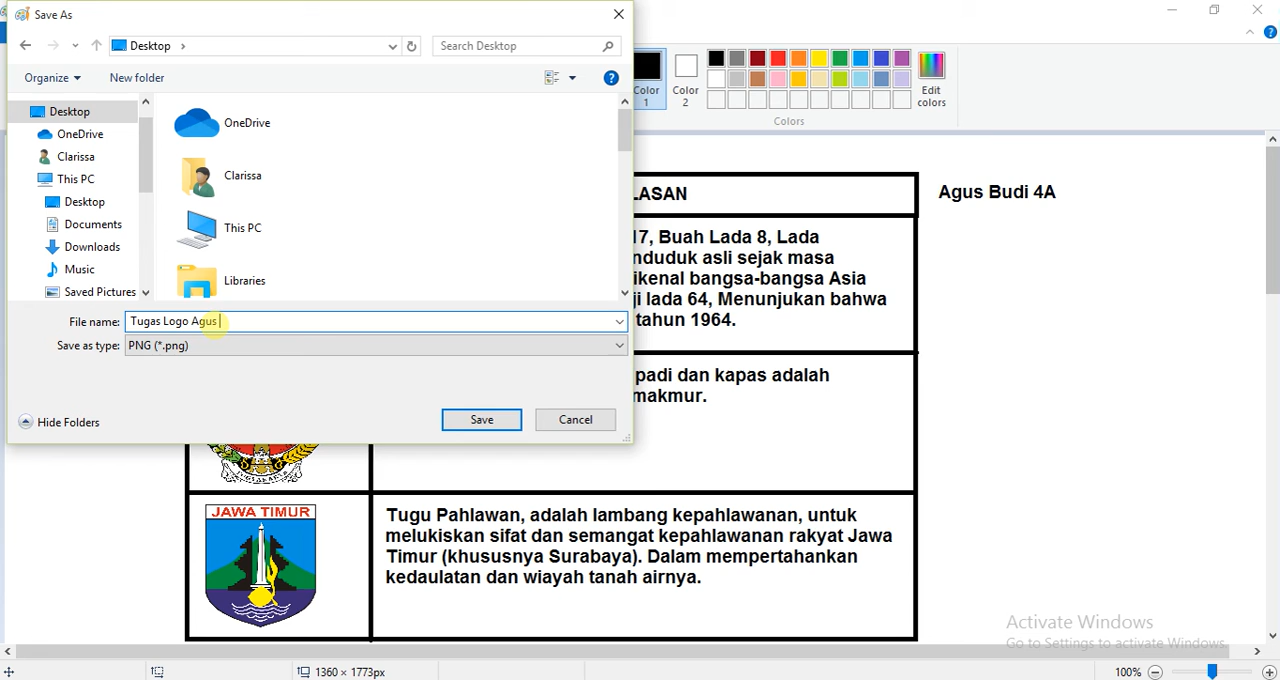 Save As
Desktop
Search Desktop
Organize
New folder
Desktop
OneDrive
Clarissa
This PC
Desktop
Documents
Downloads
Music
Saved Pictures
OneDrive
Clarissa
This PC
Libraries
File name: Tugas Logo Agus
Save as type: PNG (*.png)
Hide Folders
Save
Cancel
Color 1
Color 2
Edit colors
Colors
LASAN
Agus Budi 4A
17, Buah Lada 8, Lada
nduduk asli sejak masa
ikenal bangsa-bangsa Asia
ji lada 64, Menunjukan bahwa
tahun 1964.
padi dan kapas adalah
makmur.
JAWA TIMUR
Tugu Pahlawan, adalah lambang kepahlawanan, untuk
melukiskan sifat dan semangat kepahlawanan rakyat Jawa
Timur (khususnya Surabaya). Dalam mempertahankan
kedaulatan dan wiayah tanah airnya.
Activate Windows
Go to Settings to activate Windows.
1360 × 1773px
100%